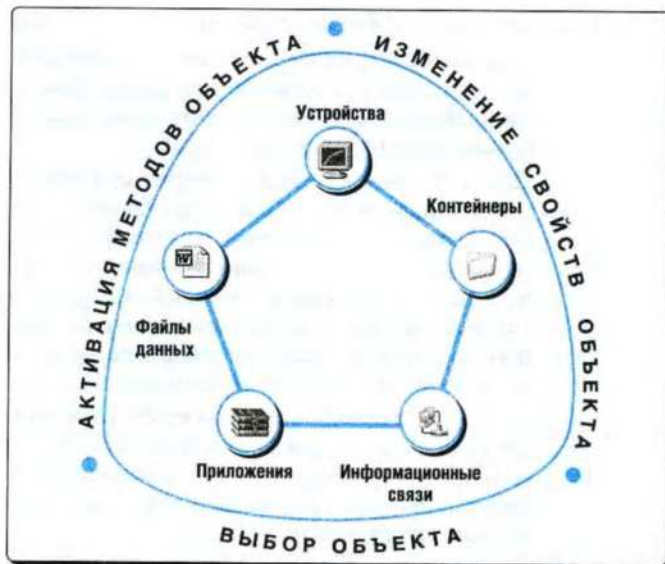 АКТИВАЦИЯ МЕТОДОВ ОБЪЕКТА
ИЗМЕНЕНИЕ СВОЙСТВ ОБЪЕКТА
Устройства
Контейнеры
W
Файлы
данных
Приложения
Информационные
связи
ВЫБОР ОБЪЕКТА